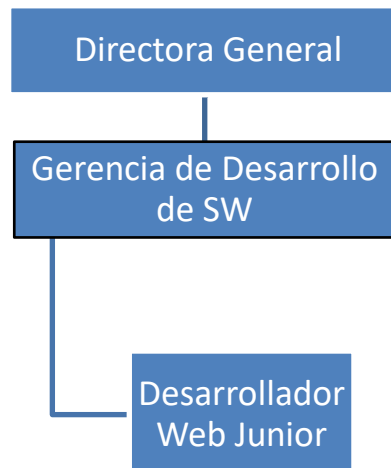 Directora General
Gerencia de Desarrollo
de SW
Desarrollador
Web Junior